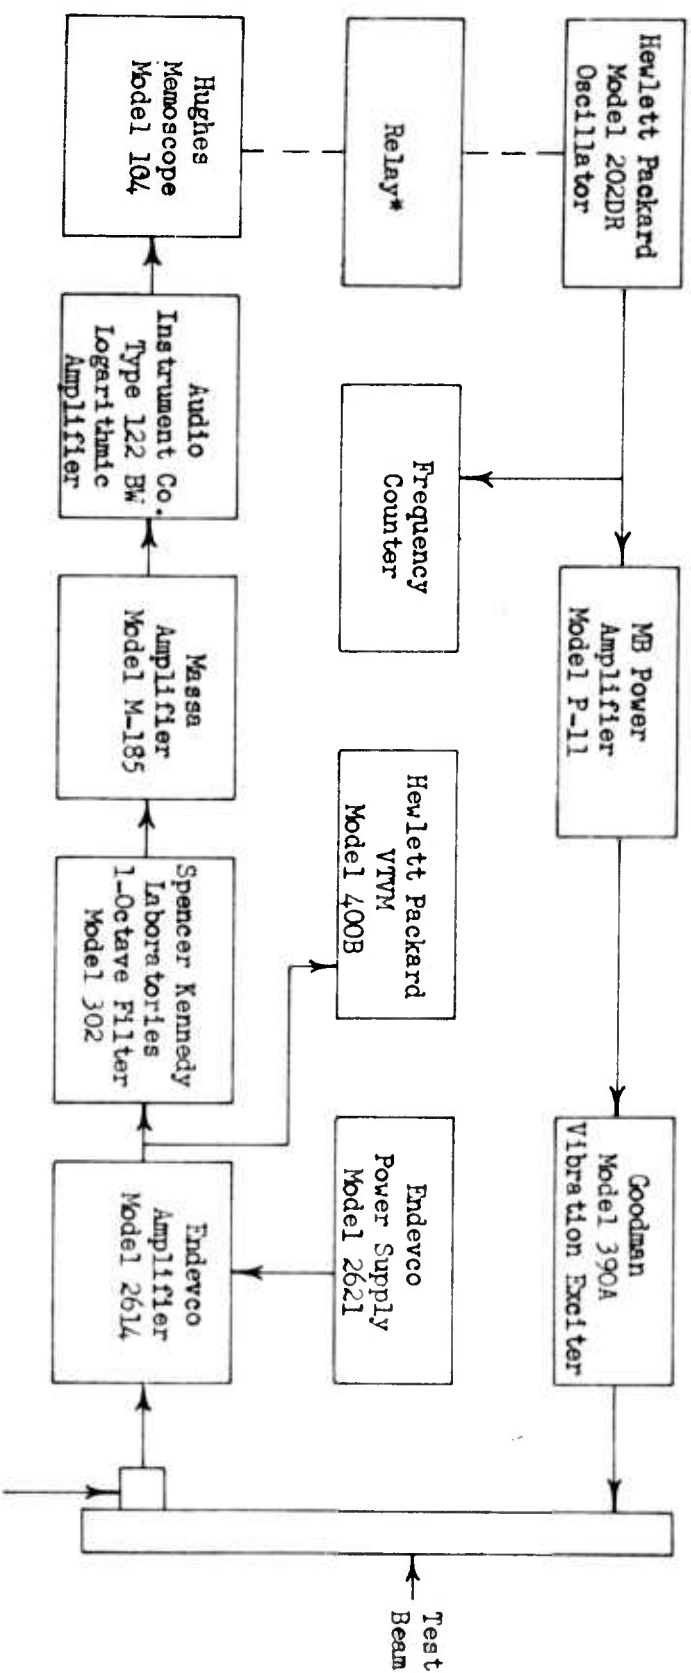 Hewlett Packard
Model 202DR
Oscillator
MB Power
Amplifier
Model P-11
Goodman
Model 390A
Vibration Exciter
Relay*
Frequency
Counter
Hewlett Packard
VTVM
Model 400B
Endevco
Power Supply
Model 2621
Test
Beam
Hughes
Memoscope
Model 104
Audio
Instrument Co.
Type 122 BW
Logarithmic
Amplifier
Massa
Amplifier
Model M-185
Spencer Kennedy
Laboratories
1-Octave Filter
Model 302
Endevco
Amplifier
Model 2614